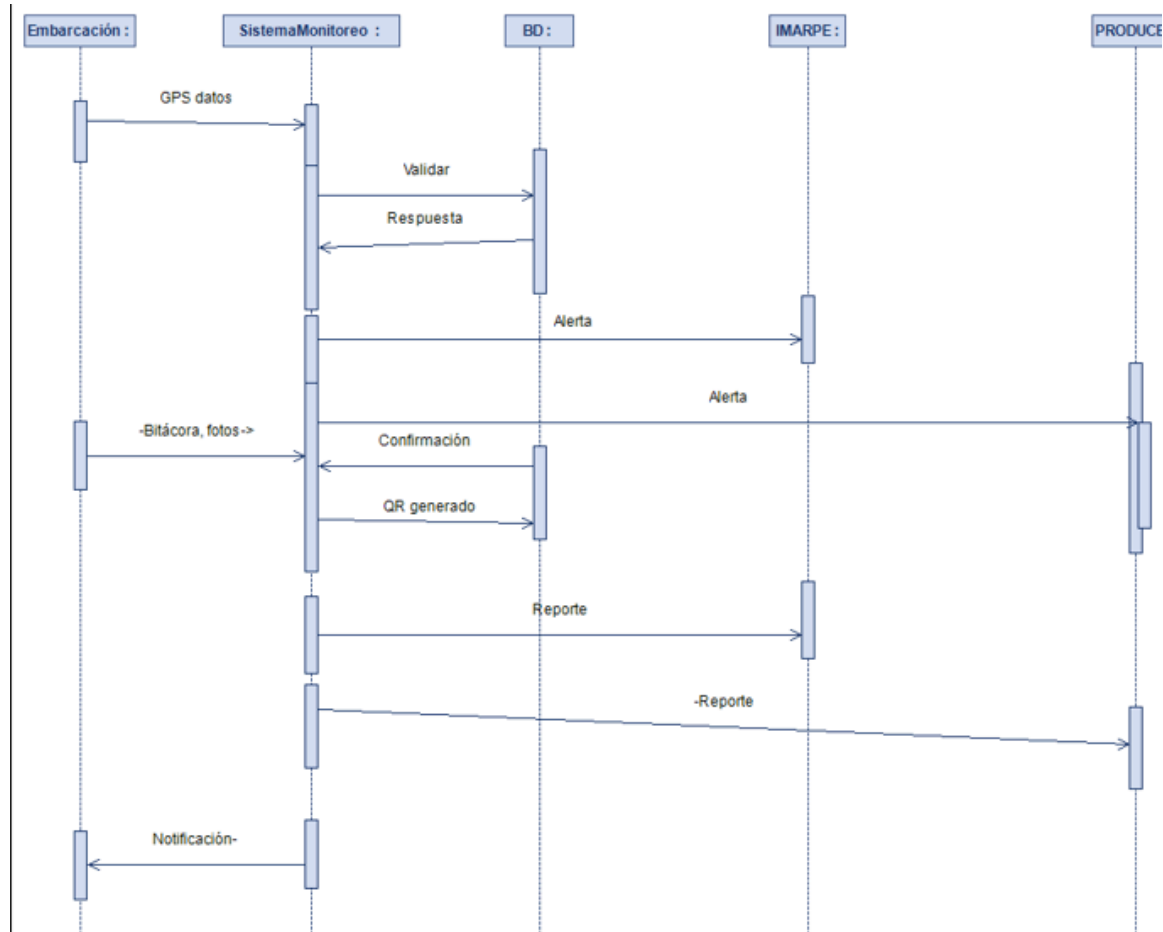 Embarcación :
SistemaMonitoreo :
BD :
IMARPE :
PRODUCE
GPS datos
Validar
Respuesta
Alerta
Alerta
-Bitácora, fotos->
Confirmación
QR generado
Reporte
-Reporte
Notificación-